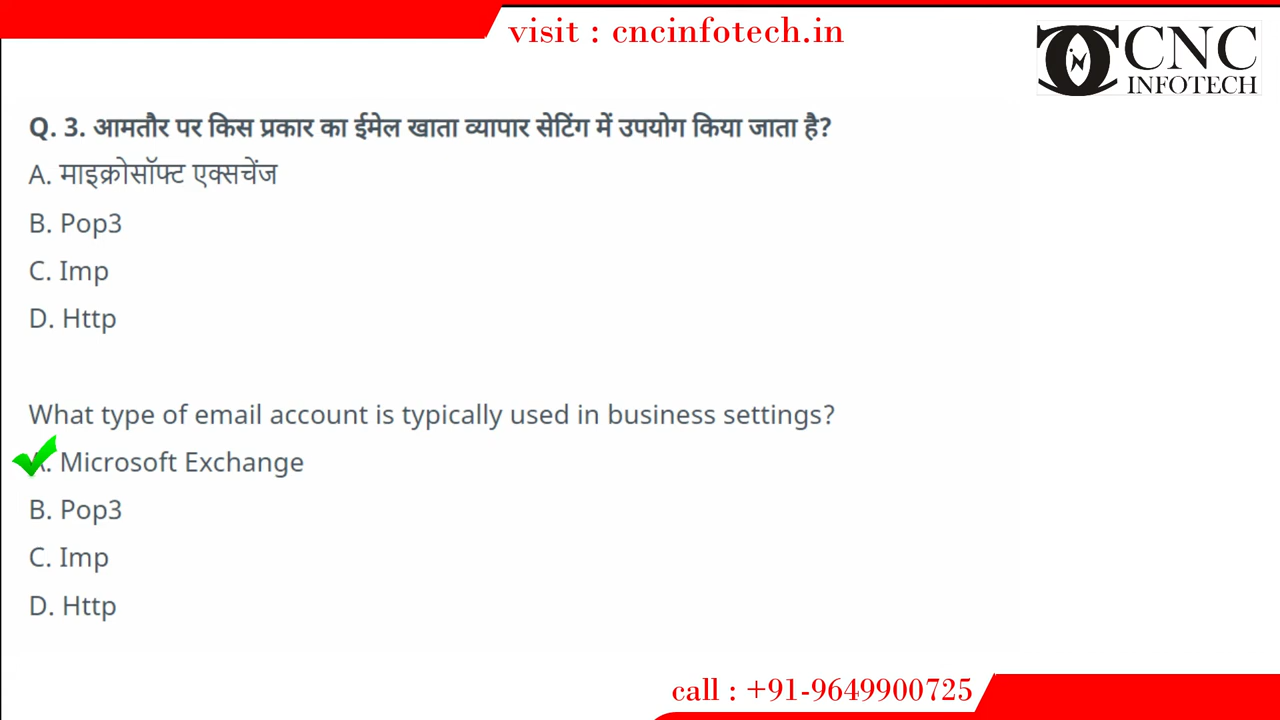 visit : cncinfotech.in
CNC
INFOTECH
Q. 3. आमतौर पर किस प्रकार का ईमेल खाता व्यापार सेटिंग में उपयोग किया जाता है?
A. माइक्रोसॉफ्ट एक्सचेंज
B. Pop3
C. Imp
D. Http
What type of email account is typically used in business settings?
A. Microsoft Exchange
B. Pop3
C. Imp
D. Http
call : +91-9649900725